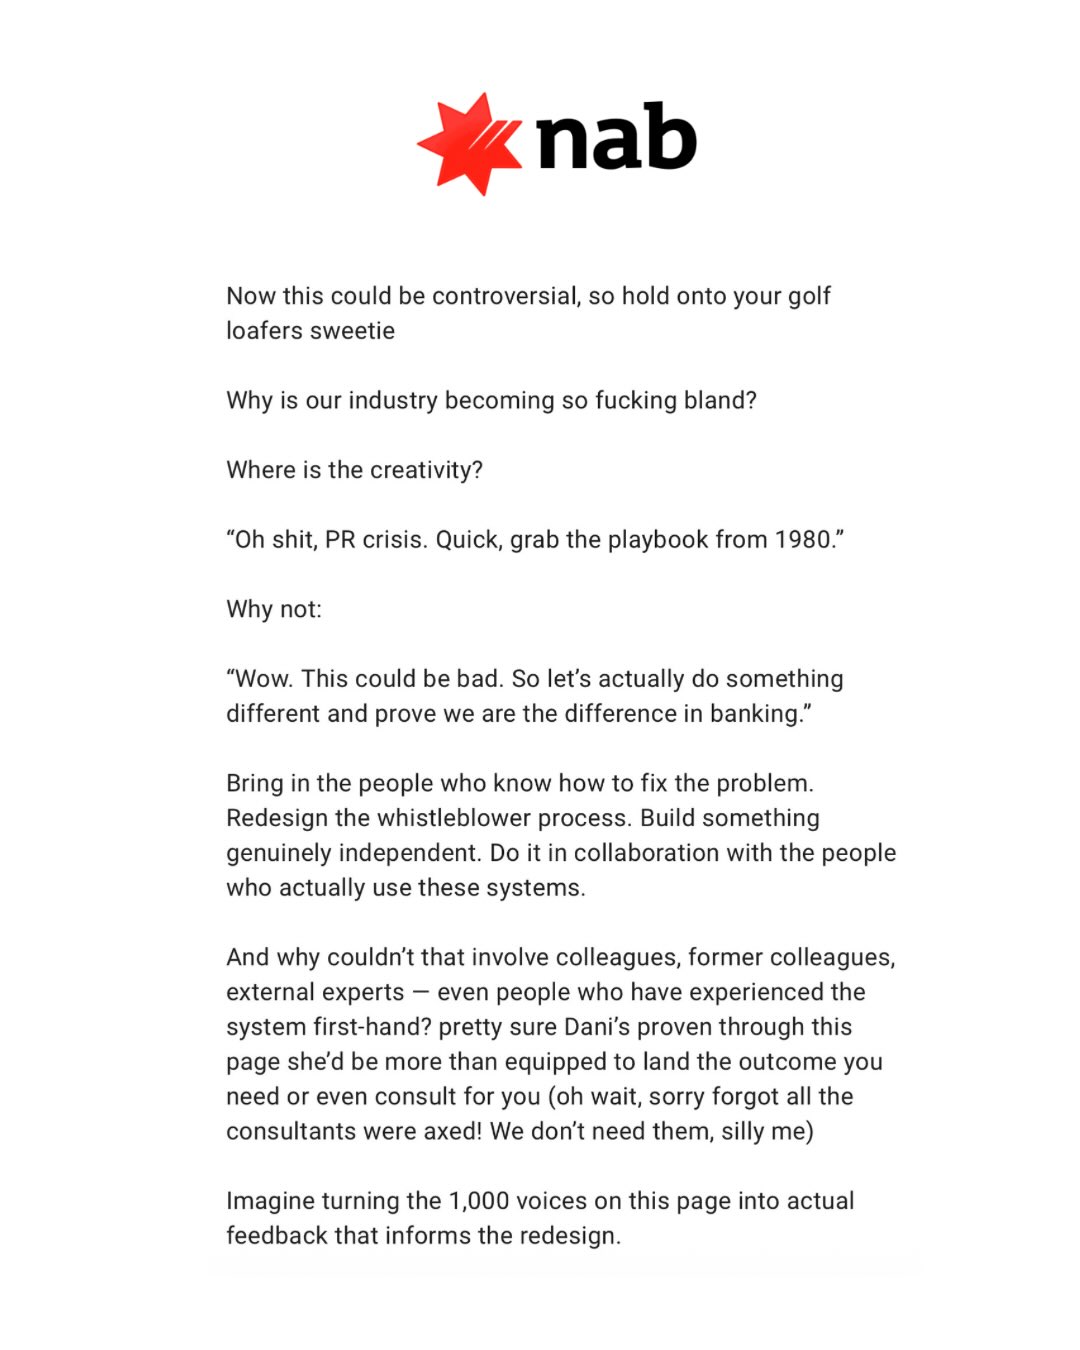 nab
Now this could be controversial, so hold onto your golf
loafers sweetie
Why is our industry becoming so fucking bland?
Where is the creativity?
“Oh shit, PR crisis. Quick, grab the playbook from 1980.”
Why not:
“Wow. This could be bad. So let’s actually do something
different and prove we are the difference in banking.”
Bring in the people who know how to fix the problem.
Redesign the whistleblower process. Build something
genuinely independent. Do it in collaboration with the people
who actually use these systems.
And why couldn’t that involve colleagues, former colleagues,
external experts — even people who have experienced the
system first-hand? pretty sure Dani’s proven through this
page she’d be more than equipped to land the outcome you
need or even consult for you (oh wait, sorry forgot all the
consultants were axed! We don’t need them, silly me)
Imagine turning the 1,000 voices on this page into actual
feedback that informs the redesign.